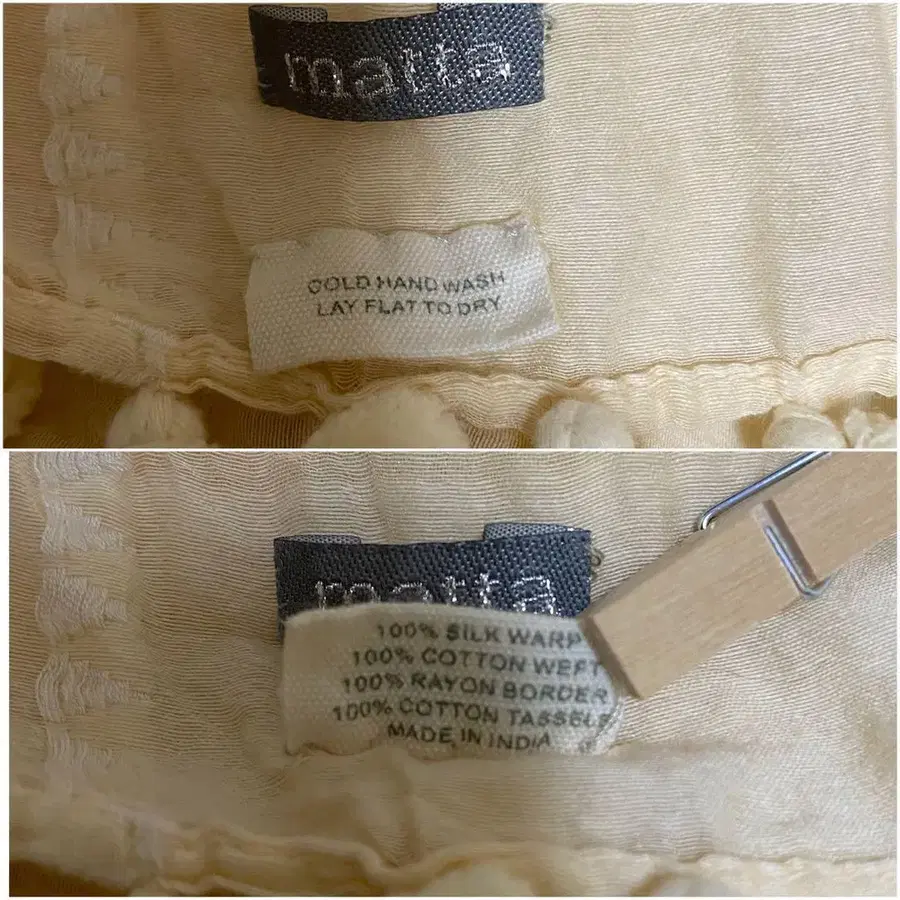 matta
COLD HAND WASH
LAY FLAT TO DRY
matta
100% SILK WARP
100% COTTON WEFT
100% RAYON BORDER
100% COTTON TASSELS
MADE IN INDIA